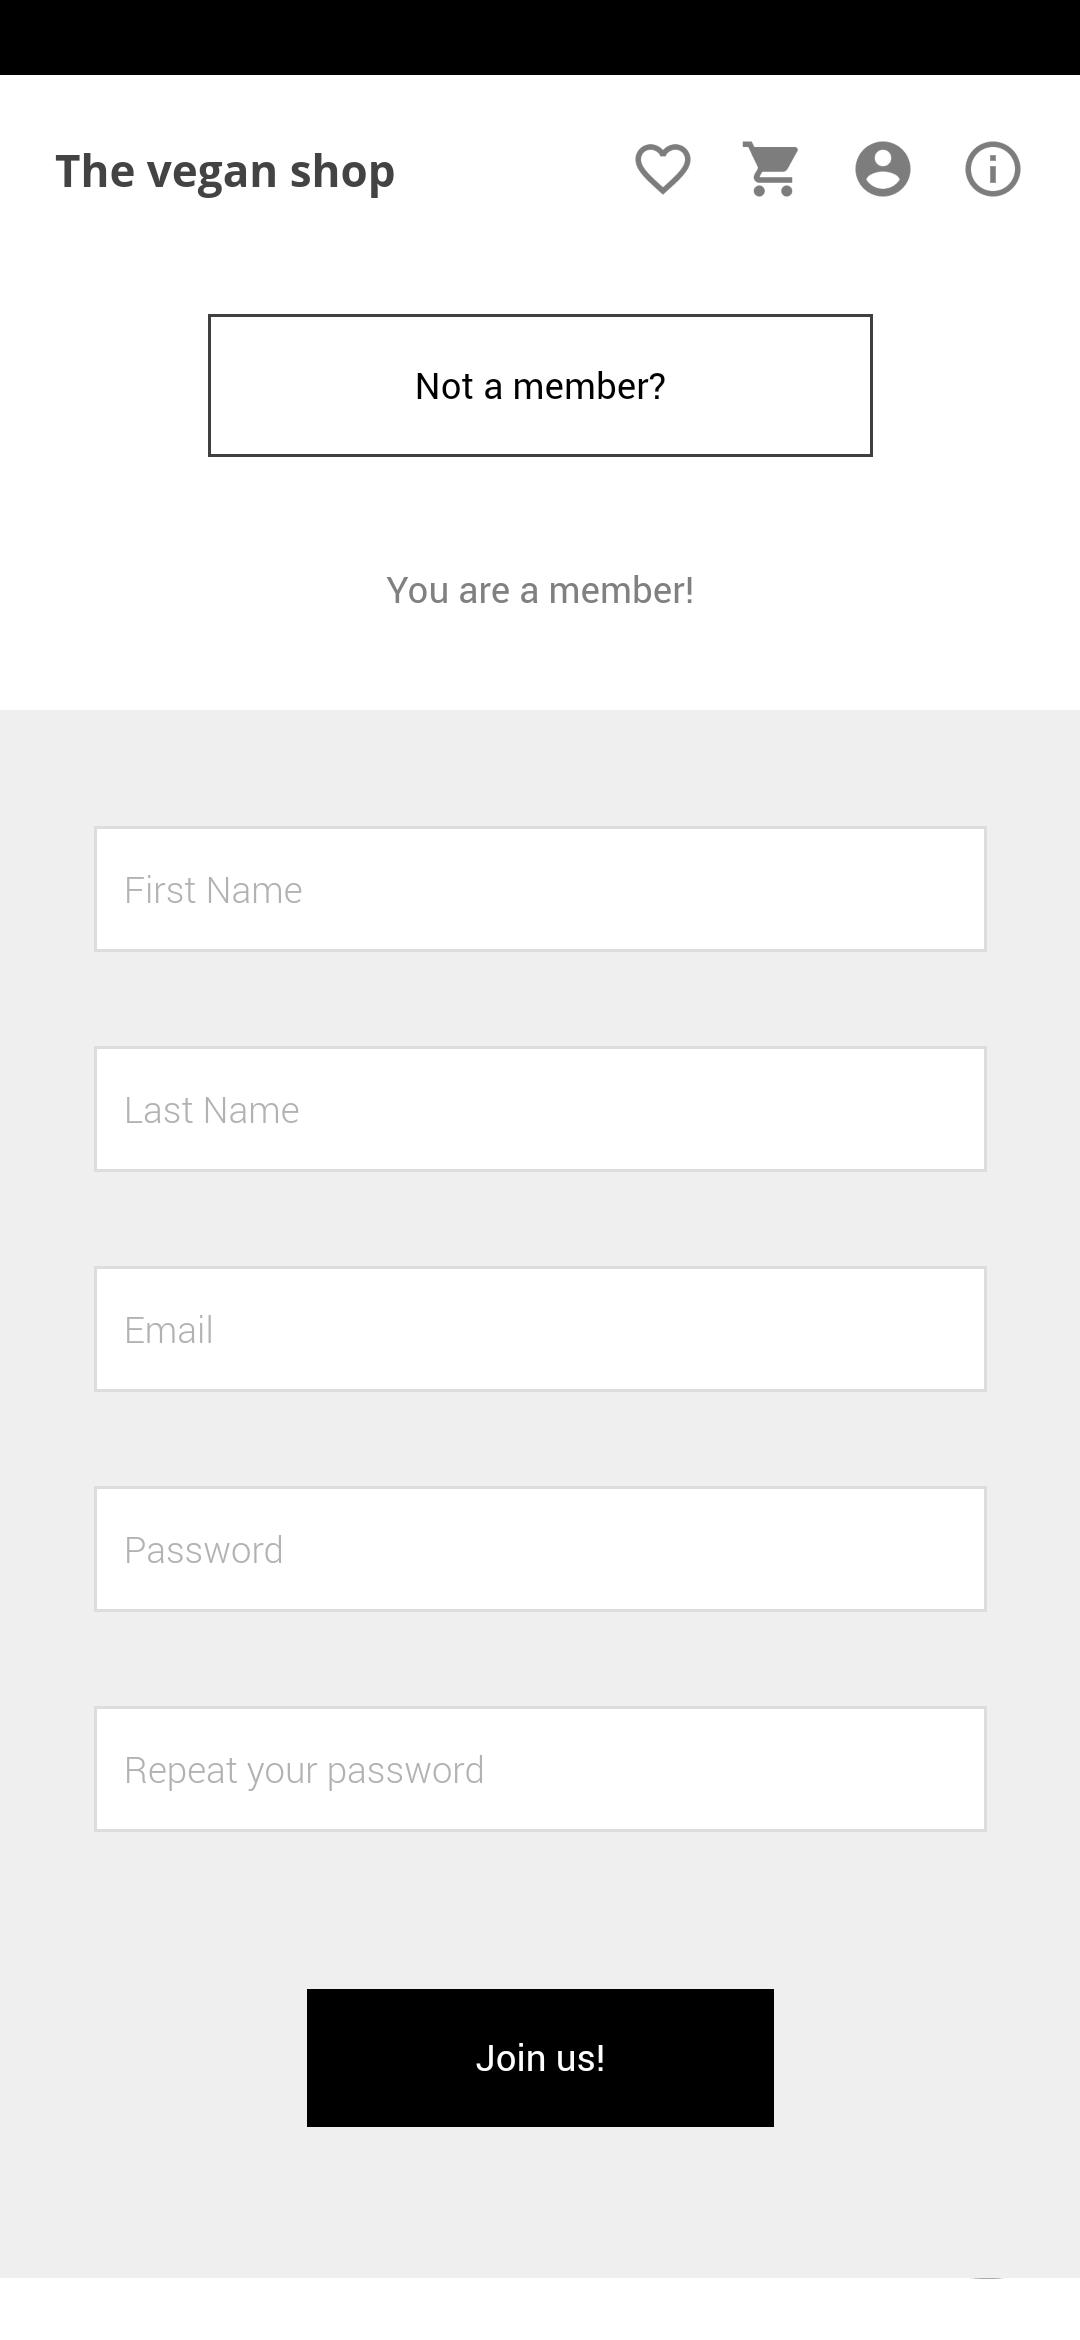 The vegan shop
Not a member?
You are a member!
First Name
Last Name
Email
Password
Repeat your password
Join us!